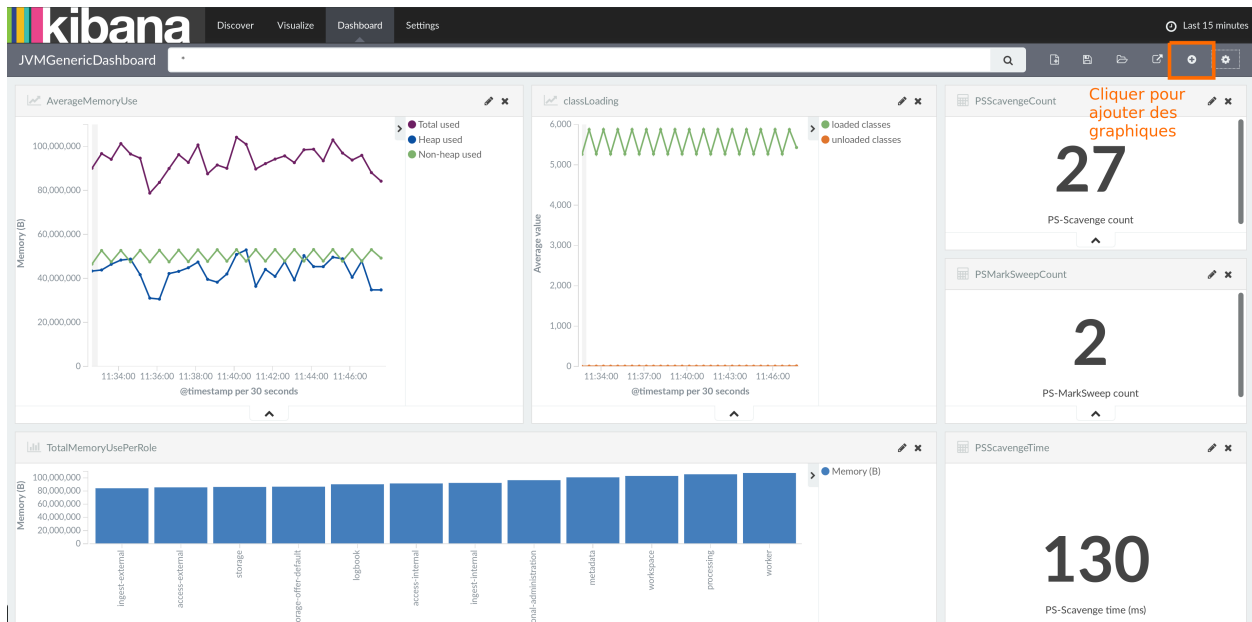 kibana
Discover Visualize Dashboard Settings
Last 15 minutes
JVMGenericDashboard
*
Cliquer pour
ajouter des
graphiques
AverageMemoryUse
Total used
Heap used
Non-heap used
100,000,000
80,000,000
60,000,000
40,000,000
20,000,000
0
Memory (B)
11:34:00 11:36:00 11:38:00 11:40:00 11:42:00 11:44:00 11:46:00
@timestamp per 30 seconds
classLoading
loaded classes
unloaded classes
6,000
5,000
4,000
3,000
2,000
1,000
0
Average value
11:34:00 11:37:00 11:40:00 11:43:00 11:46:00
@timestamp per 30 seconds
PSScavengeCount
27
PS-Scavenge count
PSMarkSweepCount
2
PS-MarkSweep count
TotalMemoryUsePerRole
Memory (B)
100,000,000
80,000,000
60,000,000
40,000,000
20,000,000
0
Memory (B)
ingest-external
access-external
storage
orage-offer-default
logbook
access-internal
ingest-internal
onal-administration
metadata
workspace
processing
worker
PSScavengeTime
130
PS-Scavenge time (ms)